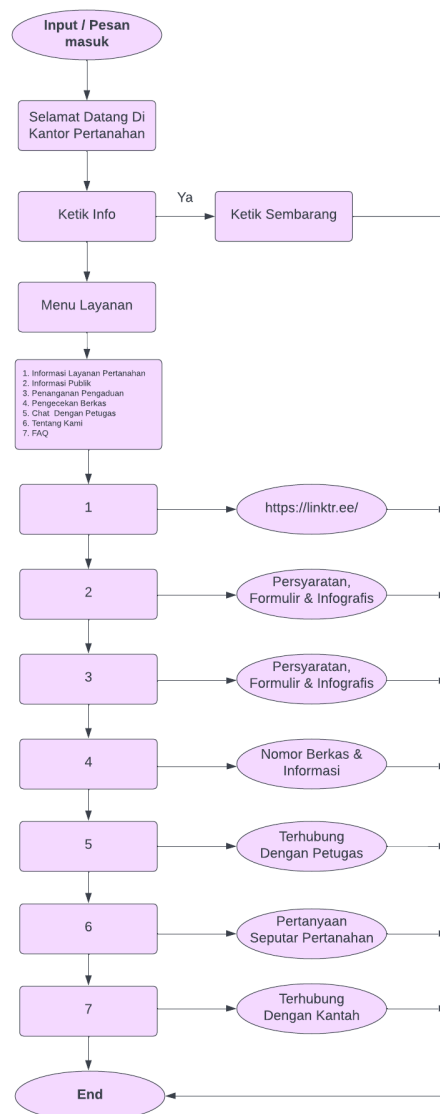 Input / Pesan
masuk
Selamat Datang Di
Kantor Pertanahan
Ketik Info
Ya
Ketik Sembarang
Menu Layanan
1. Informasi Layanan Pertanahan
2. Informasi Publik
3. Penanganan Pengaduan
4. Pengecekan Berkas
5. Chat Dengan Petugas
6. Tentang Kami
7. FAQ
1
https://linktr.ee/
2
Persyaratan,
Formulir & Infografis
3
Persyaratan,
Formulir & Infografis
4
Nomor Berkas &
Informasi
5
Terhubung
Dengan Petugas
6
Pertanyaan
Seputar Pertanahan
7
Terhubung
Dengan Kantah
End